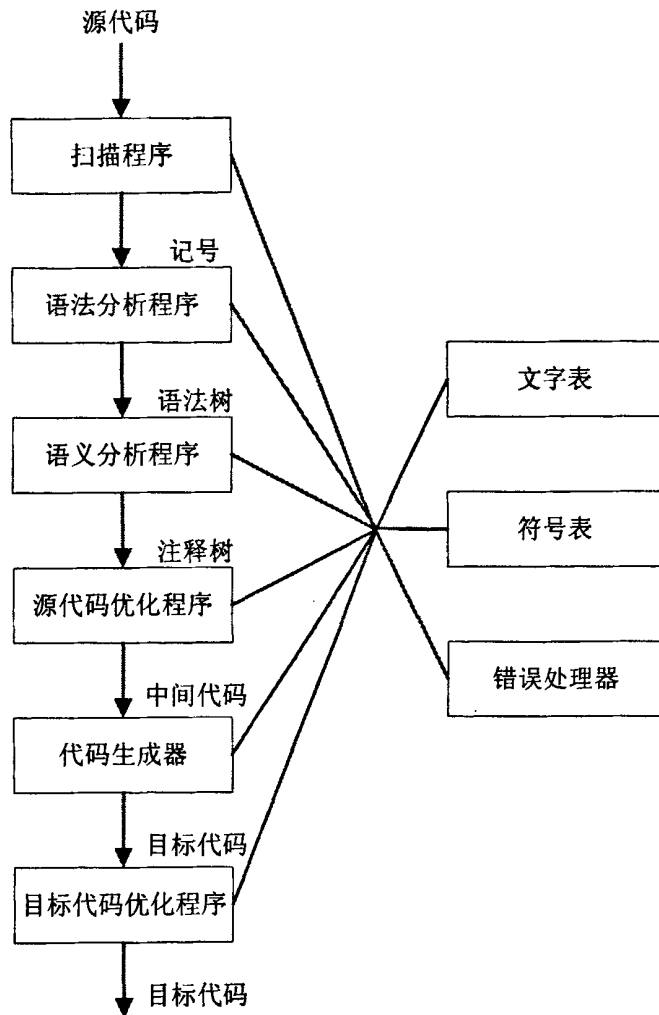 源代码
扫描程序
记号
语法分析程序
语法树
语义分析程序
注释树
源代码优化程序
中间代码
代码生成器
目标代码
目标代码优化程序
目标代码
文字表
符号表
错误处理器